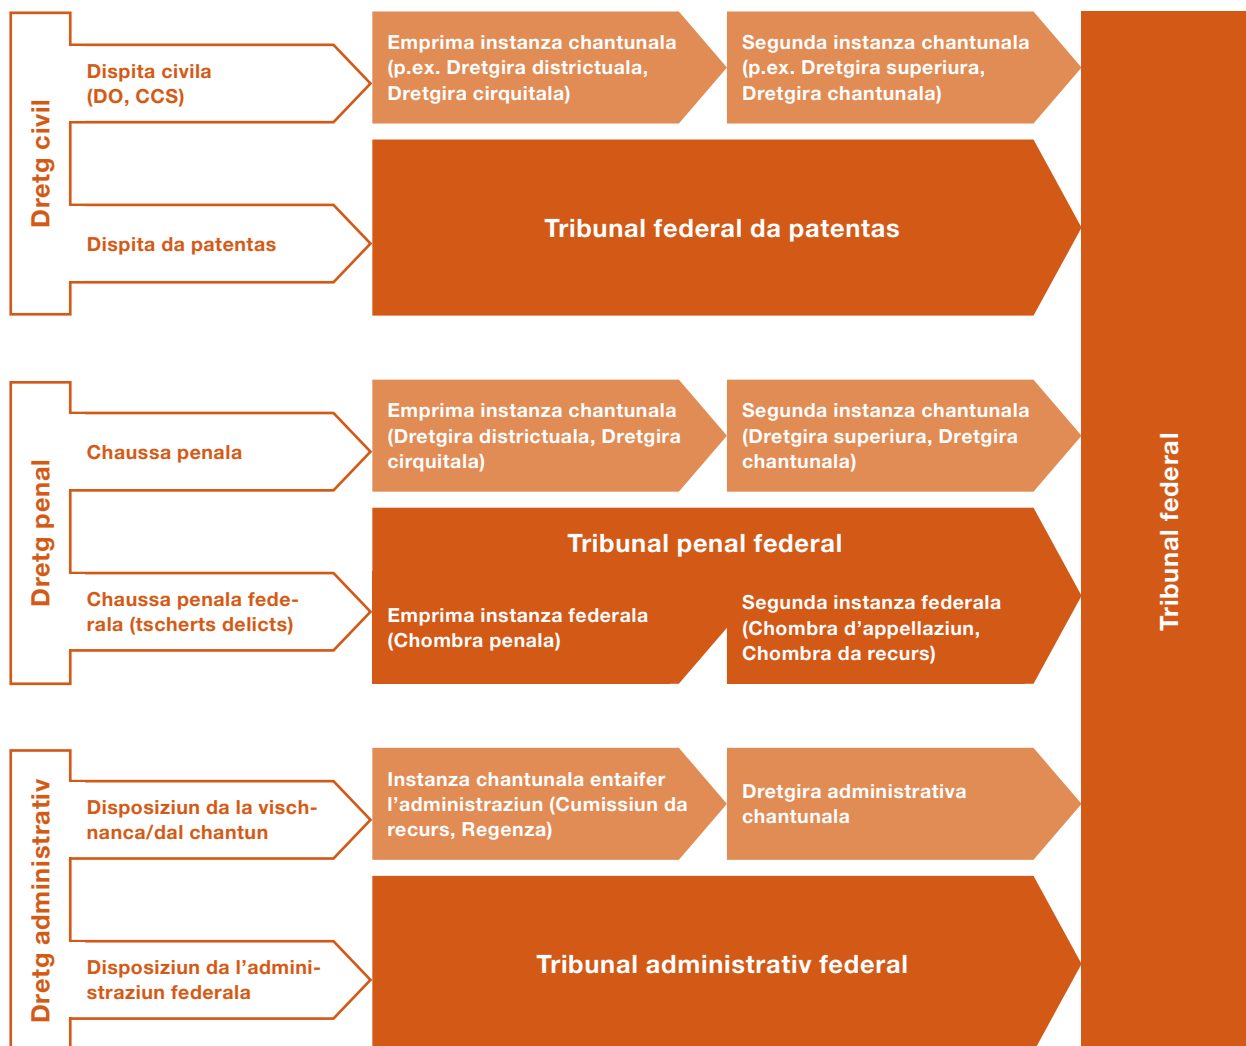 Dretg civil
Dispita civila
(DO, CCS)
Emprima instanza chantunala
(p.ex. Dretgira districtuala,
Dretgira cirquitala)
Segunda instanza chantunala
(p.ex. Dretgira superiura,
Dretgira chantunala)
Dispita da patentas
Tribunal federal da patentas
Dretg penal
Chaussa penala
Emprima instanza chantunala
(Dretgira districtuala, Dretgira
cirquitala)
Segunda instanza chantunala
(Dretgira superiura, Dretgira
chantunala)
Chaussa penala fede-
rala (tscherts delicts)
Tribunal penal federal
Emprima instanza federala
(Chombra penala)
Segunda instanza federala
(Chombra d’appellaziun,
Chombra da recurs)
Dretg administrativ
Disposiziun da la visch-
nanca/dal chantun
Instanza chantunala entaifer
l’administraziun (Cumissiun da
recurs, Regenza)
Dretgira administrativa
chantunala
Disposiziun da l’admini-
straziun federala
Tribunal administrativ federal
Tribunal federal